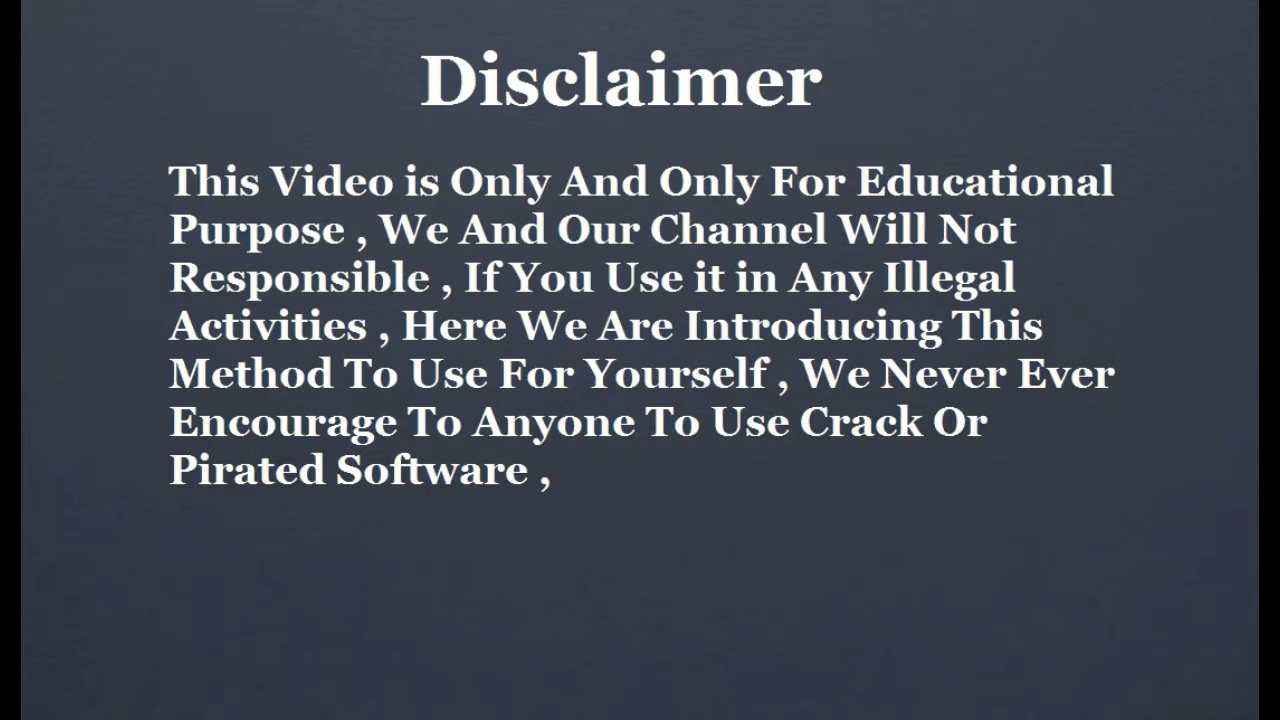 Disclaimer
This Video is Only And Only For Educational
Purpose , We And Our Channel Will Not
Responsible , If You Use it in Any Illegal
Activities , Here We Are Introducing This
Method To Use For Yourself , We Never Ever
Encourage To Anyone To Use Crack Or
Pirated Software ,